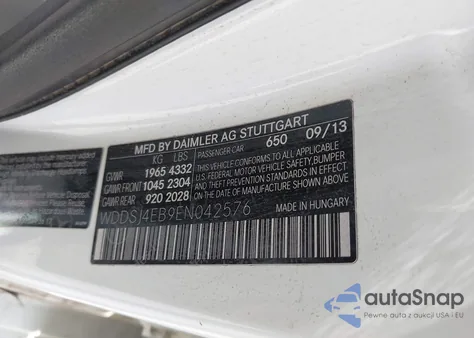 MFD BY DAIMLER AG STUTTGART
KG LBS PASSENGER CAR 650 09/13
GVWR 1965 4332 THIS VEHICLE CONFORMS TO ALL APPLICABLE
GAWR FRONT 1045 2304 U.S. FEDERAL MOTOR VEHICLE SAFETY, BUMPER
GAWR REAR 920 2028 AND THEFT PREVENTION STANDARDS IN EFFECT
ON THE DATE OF MANUFACTURE SHOWN ABOVE.
WDDSJ4EB9EN042576
MADE IN HUNGARY
autoSnap
Pewne auta z aukcji USA i EU